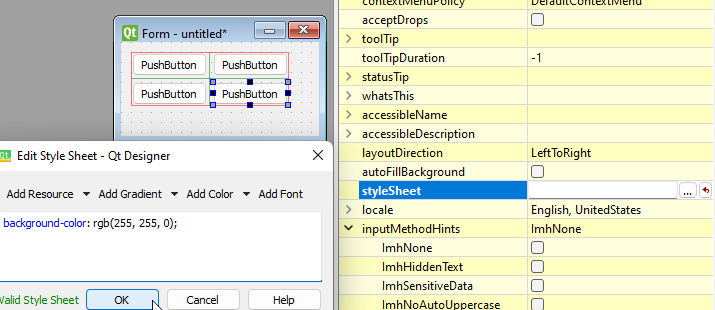 Form - untitled*
PushButton
PushButton
PushButton
PushButton
Edit Style Sheet - Qt Designer
Add Resource
Add Gradient
Add Color
Add Font
background-color: rgb(255, 255, 0);
Valid Style Sheet
OK
Cancel
Help
contextMenuPolicy
DefaultContextMenu
acceptDrops
toolTip
toolTipDuration
-1
statusTip
whatsThis
accessibleName
accessibleDescription
layoutDirection
LeftToRight
autoFillBackground
styleSheet
...
locale
English, UnitedStates
inputMethodHints
ImhNone
ImhNone
ImhHiddenText
ImhSensitiveData
ImhNoAutoUppercase